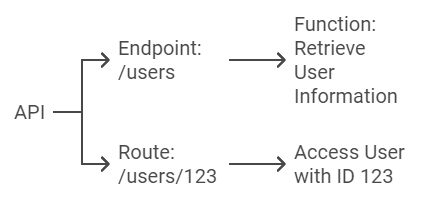 API
Endpoint:
/users
Function:
Retrieve
User
Information
Route:
/users/123
Access User
with ID 123